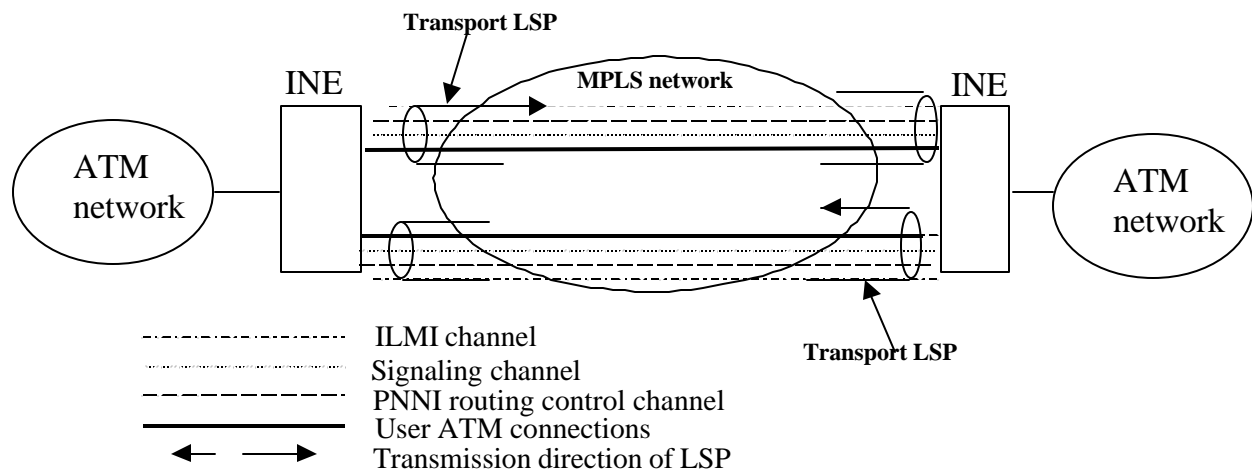 Transport LSP
MPLS network
INE
INE
ATM
network
ATM
network
ILMI channel
Transport LSP
Signaling channel
PNNI routing control channel
User ATM connections
Transmission direction of LSP